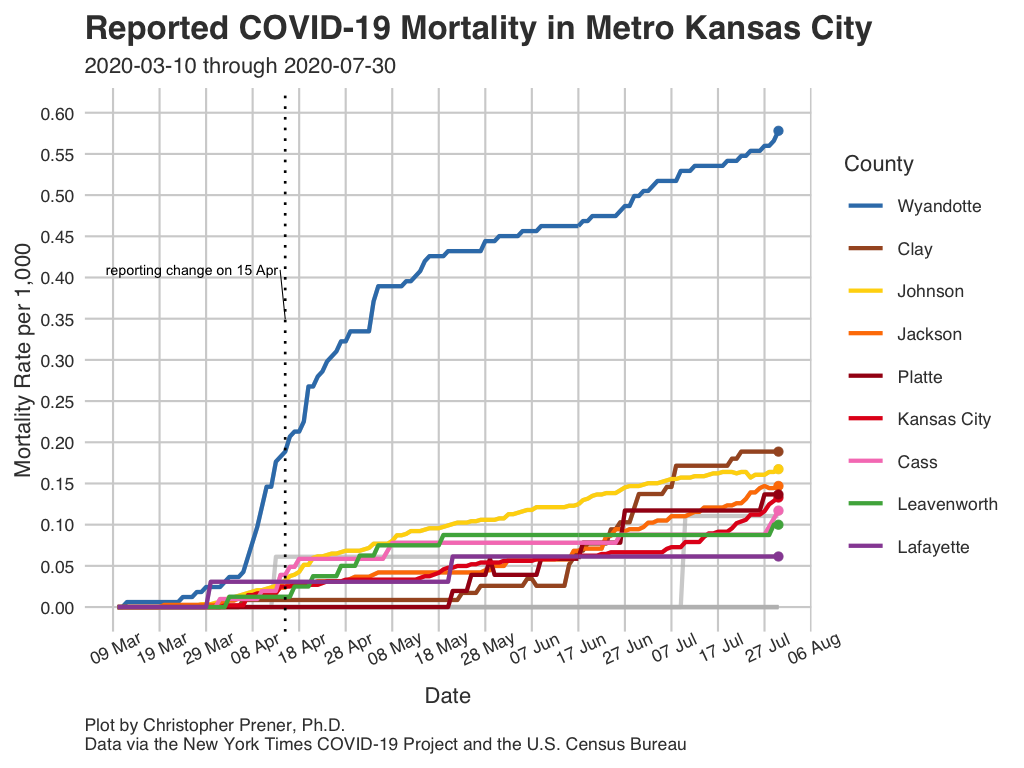 Reported COVID-19 Mortality in Metro Kansas City
2020-03-10 through 2020-07-30
Mortality Rate per 1,000
0.60
0.55
0.50
0.45
0.40
0.35
0.30
0.25
0.20
0.15
0.10
0.05
0.00
reporting change on 15 Apr
09 Mar
19 Mar
29 Mar
08 Apr
18 Apr
28 Apr
08 May
18 May
28 May
07 Jun
17 Jun
27 Jun
07 Jul
17 Jul
27 Jul
06 Aug
Date
County
Wyandotte
Clay
Johnson
Jackson
Platte
Kansas City
Cass
Leavenworth
Lafayette
Plot by Christopher Prener, Ph.D.
Data via the New York Times COVID-19 Project and the U.S. Census Bureau